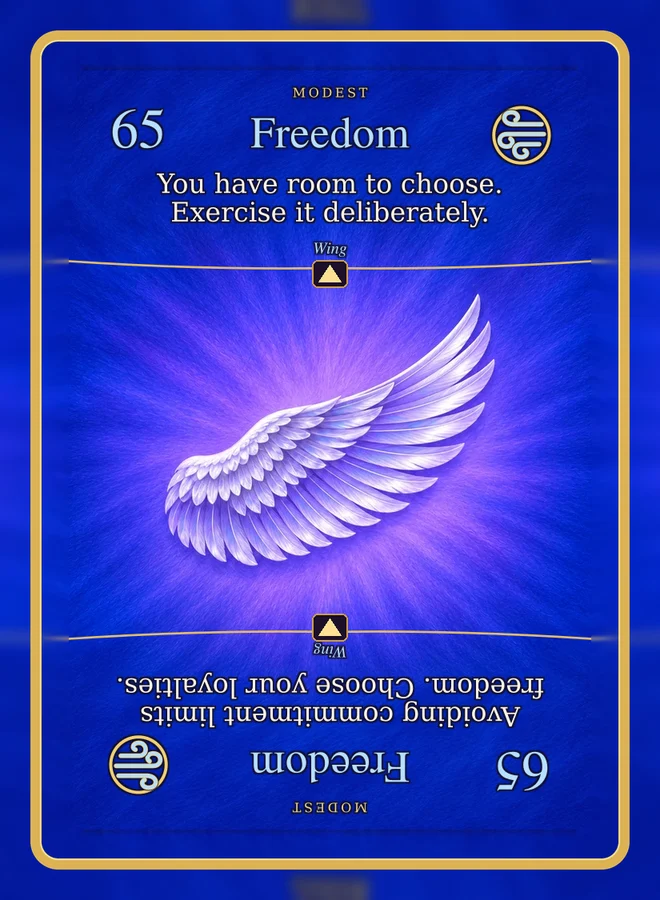 MODEST
65
Freedom
You have room to choose.
Exercise it deliberately.
Wing
Wing
Avoiding commitment limits
freedom. Choose your loyalties.
65
Freedom
MODEST